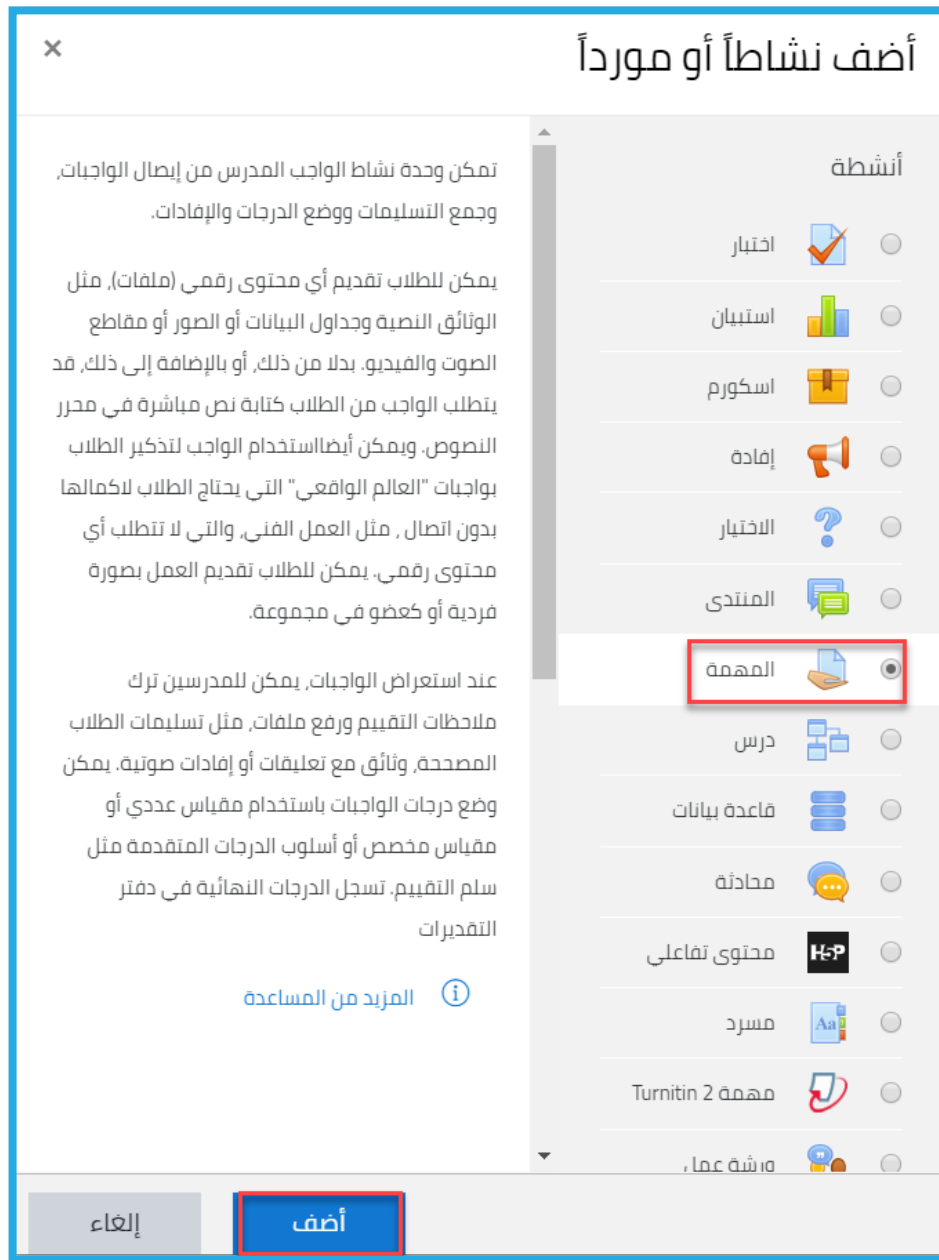 أضف نشاطاً أو مورداً
×
أنشطة
اختبار
استبيان
اسكورم
إفادة
الاختيار
المنتدى
المهمة
درس
قاعدة بيانات
محادثة
H5P محتوى تفاعلي
Aa مسرد
مهمة Turnitin 2
ورشة عمل
تمكن وحدة نشاط الواجب المدرس من إيصال الواجبات,
وجمع التسليمات ووضع الدرجات والإفادات.
يمكن للطلاب تقديم أي محتوى رقمي (ملفات), مثل
الوثائق النصية وجداول البيانات أو الصور أو مقاطع
الصوت والفيديو. بدلا من ذلك, أو بالإضافة إلى ذلك, قد
يتطلب الواجب من الطلاب كتابة نص مباشرة في محرر
النصوص. ويمكن أيضااستخدام الواجب لتذكير الطلاب
بواجبات "العالم الواقعي" التي يحتاج الطلاب لاكمالها
بدون اتصال , مثل العمل الفني, والتي لا تتطلب أي
محتوى رقمي. يمكن للطلاب تقديم العمل بصورة
فردية أو كعضو في مجموعة.
عند استعراض الواجبات, يمكن للمدرسين ترك
ملاحظات التقييم ورفع ملفات, مثل تسليمات الطلاب
المصححة, وثائق مع تعليقات أو إفادات صوتية. يمكن
وضع درجات الواجبات باستخدام مقياس عددي أو
مقياس مخصص أو أسلوب الدرجات المتقدمة مثل
سلم التقييم. تسجل الدرجات النهائية في دفتر
التقديرات
المزيد من المساعدة
أضف
إلغاء